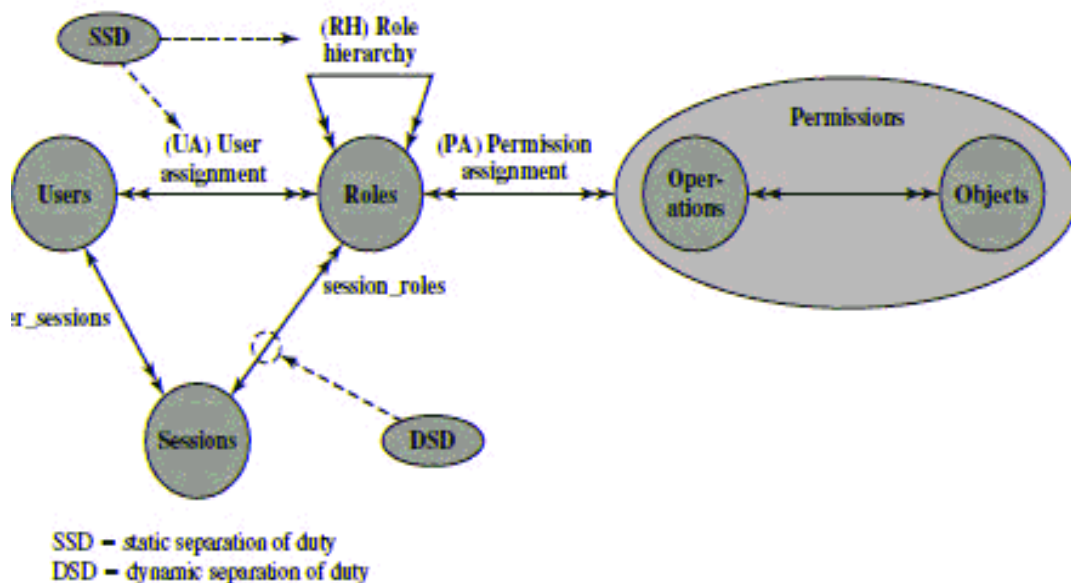 SSD
(RH) Role
hierarchy
(UA) User
assignment
(PA) Permission
assignment
Permissions
Users
Roles
Oper-
ations
Objects
session_roles
er_sessions
Sessions
DSD
SSD = static separation of duty
DSD = dynamic separation of duty